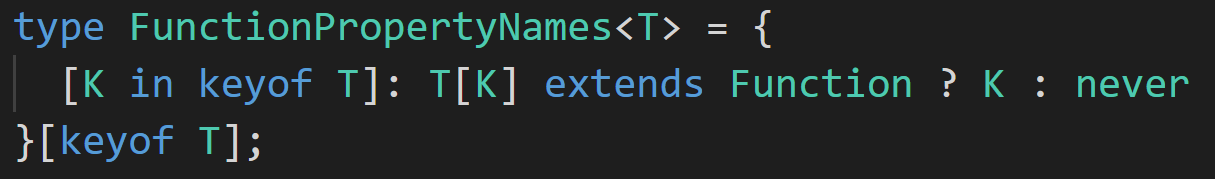 type FunctionPropertyNames<T> = {
  [K in keyof T]: T[K] extends Function ? K : never
}[keyof T];